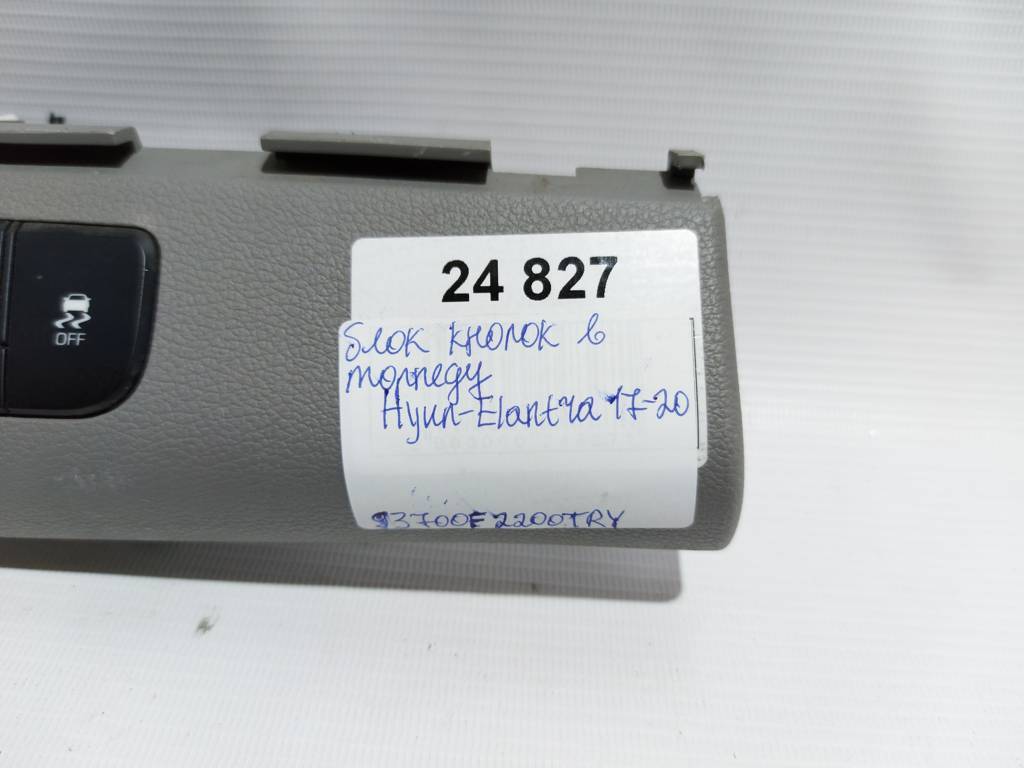 OFF
24 827
блок кнопок в
торпеду
Hyun-Elantra 17-20
93700F2200TRY